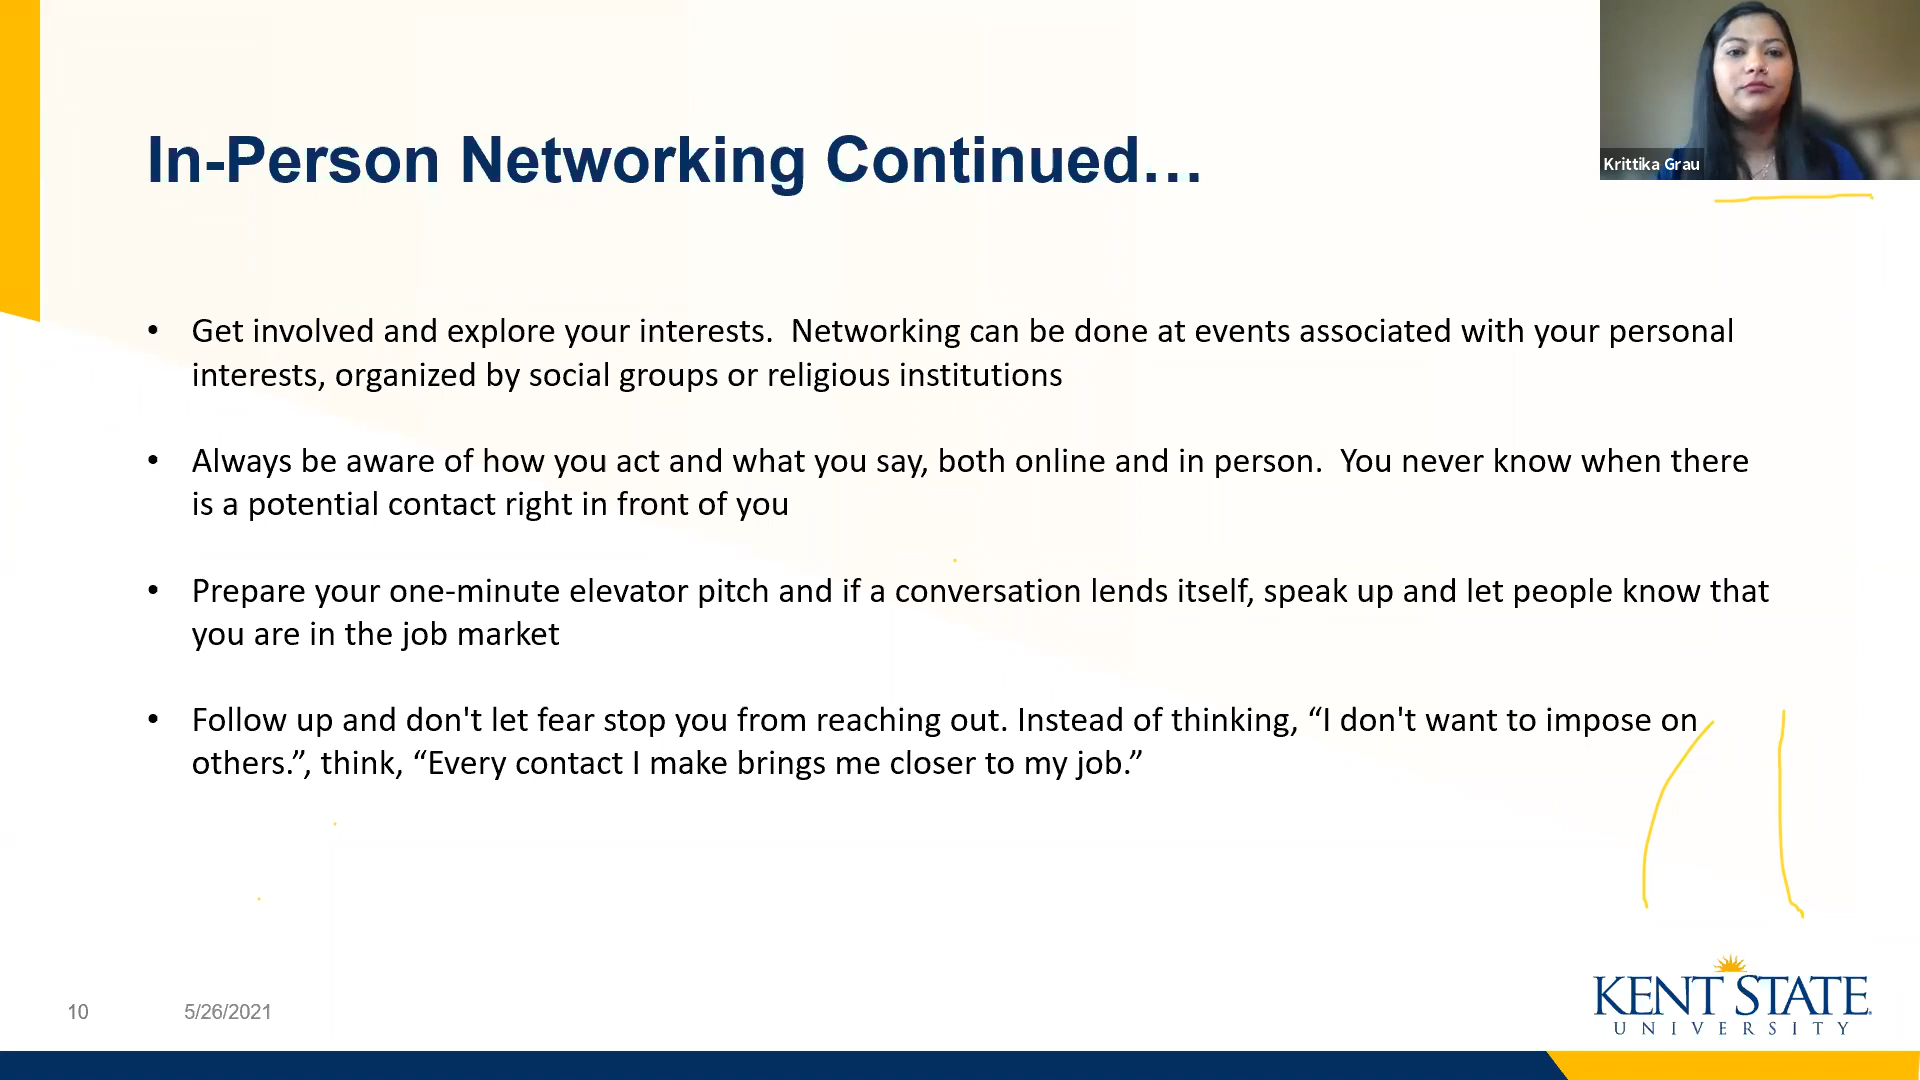 Krittika Grau
In-Person Networking Continued…
• Get involved and explore your interests.  Networking can be done at events associated with your personal
interests, organized by social groups or religious institutions
• Always be aware of how you act and what you say, both online and in person.  You never know when there
is a potential contact right in front of you
• Prepare your one-minute elevator pitch and if a conversation lends itself, speak up and let people know that
you are in the job market
• Follow up and don't let fear stop you from reaching out. Instead of thinking, “I don't want to impose on
others.”, think, “Every contact I make brings me closer to my job.”
10
5/26/2021
KENT STATE
UNIVERSITY